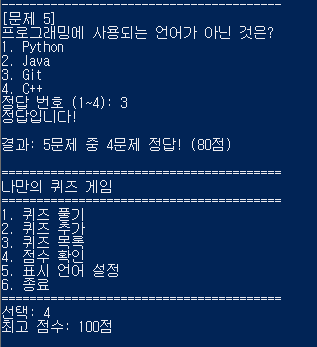 ----------------------------------------
[문제 5]
프로그래밍에 사용되는 언어가 아닌 것은?
1. Python
2. Java
3. Git
4. C++
정답 번호 (1~4): 3
정답입니다!
결과: 5문제 중 4문제 정답! (80점)
========================================
나만의 퀴즈 게임
========================================
1. 퀴즈 풀기
2. 퀴즈 추가
3. 퀴즈 목록
4. 점수 확인
5. 표시 언어 설정
6. 종료
========================================
선택: 4
최고 점수: 100점